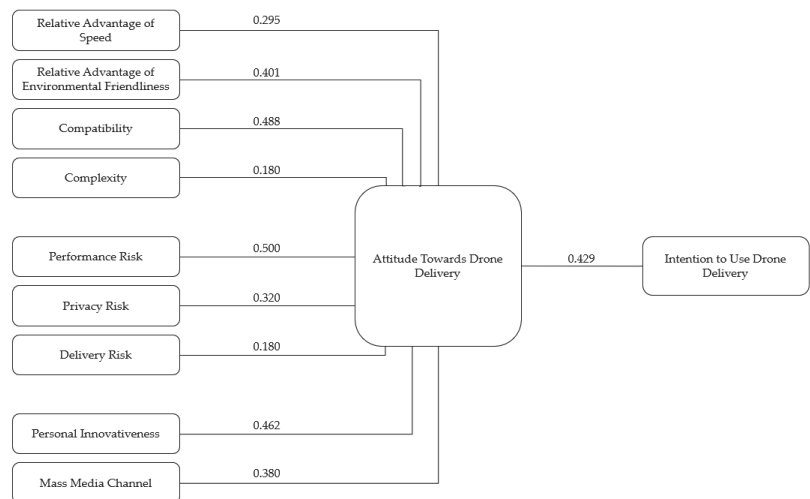 Relative Advantage of
Speed
0.295
Relative Advantage of
Environmental Friendliness
0.401
Compatibility
0.488
Complexity
0.180
Performance Risk
0.500
Attitude Towards Drone
Delivery
0.429
Intention to Use Drone
Delivery
Privacy Risk
0.320
Delivery Risk
0.180
Personal Innovativeness
0.462
Mass Media Channel
0.380